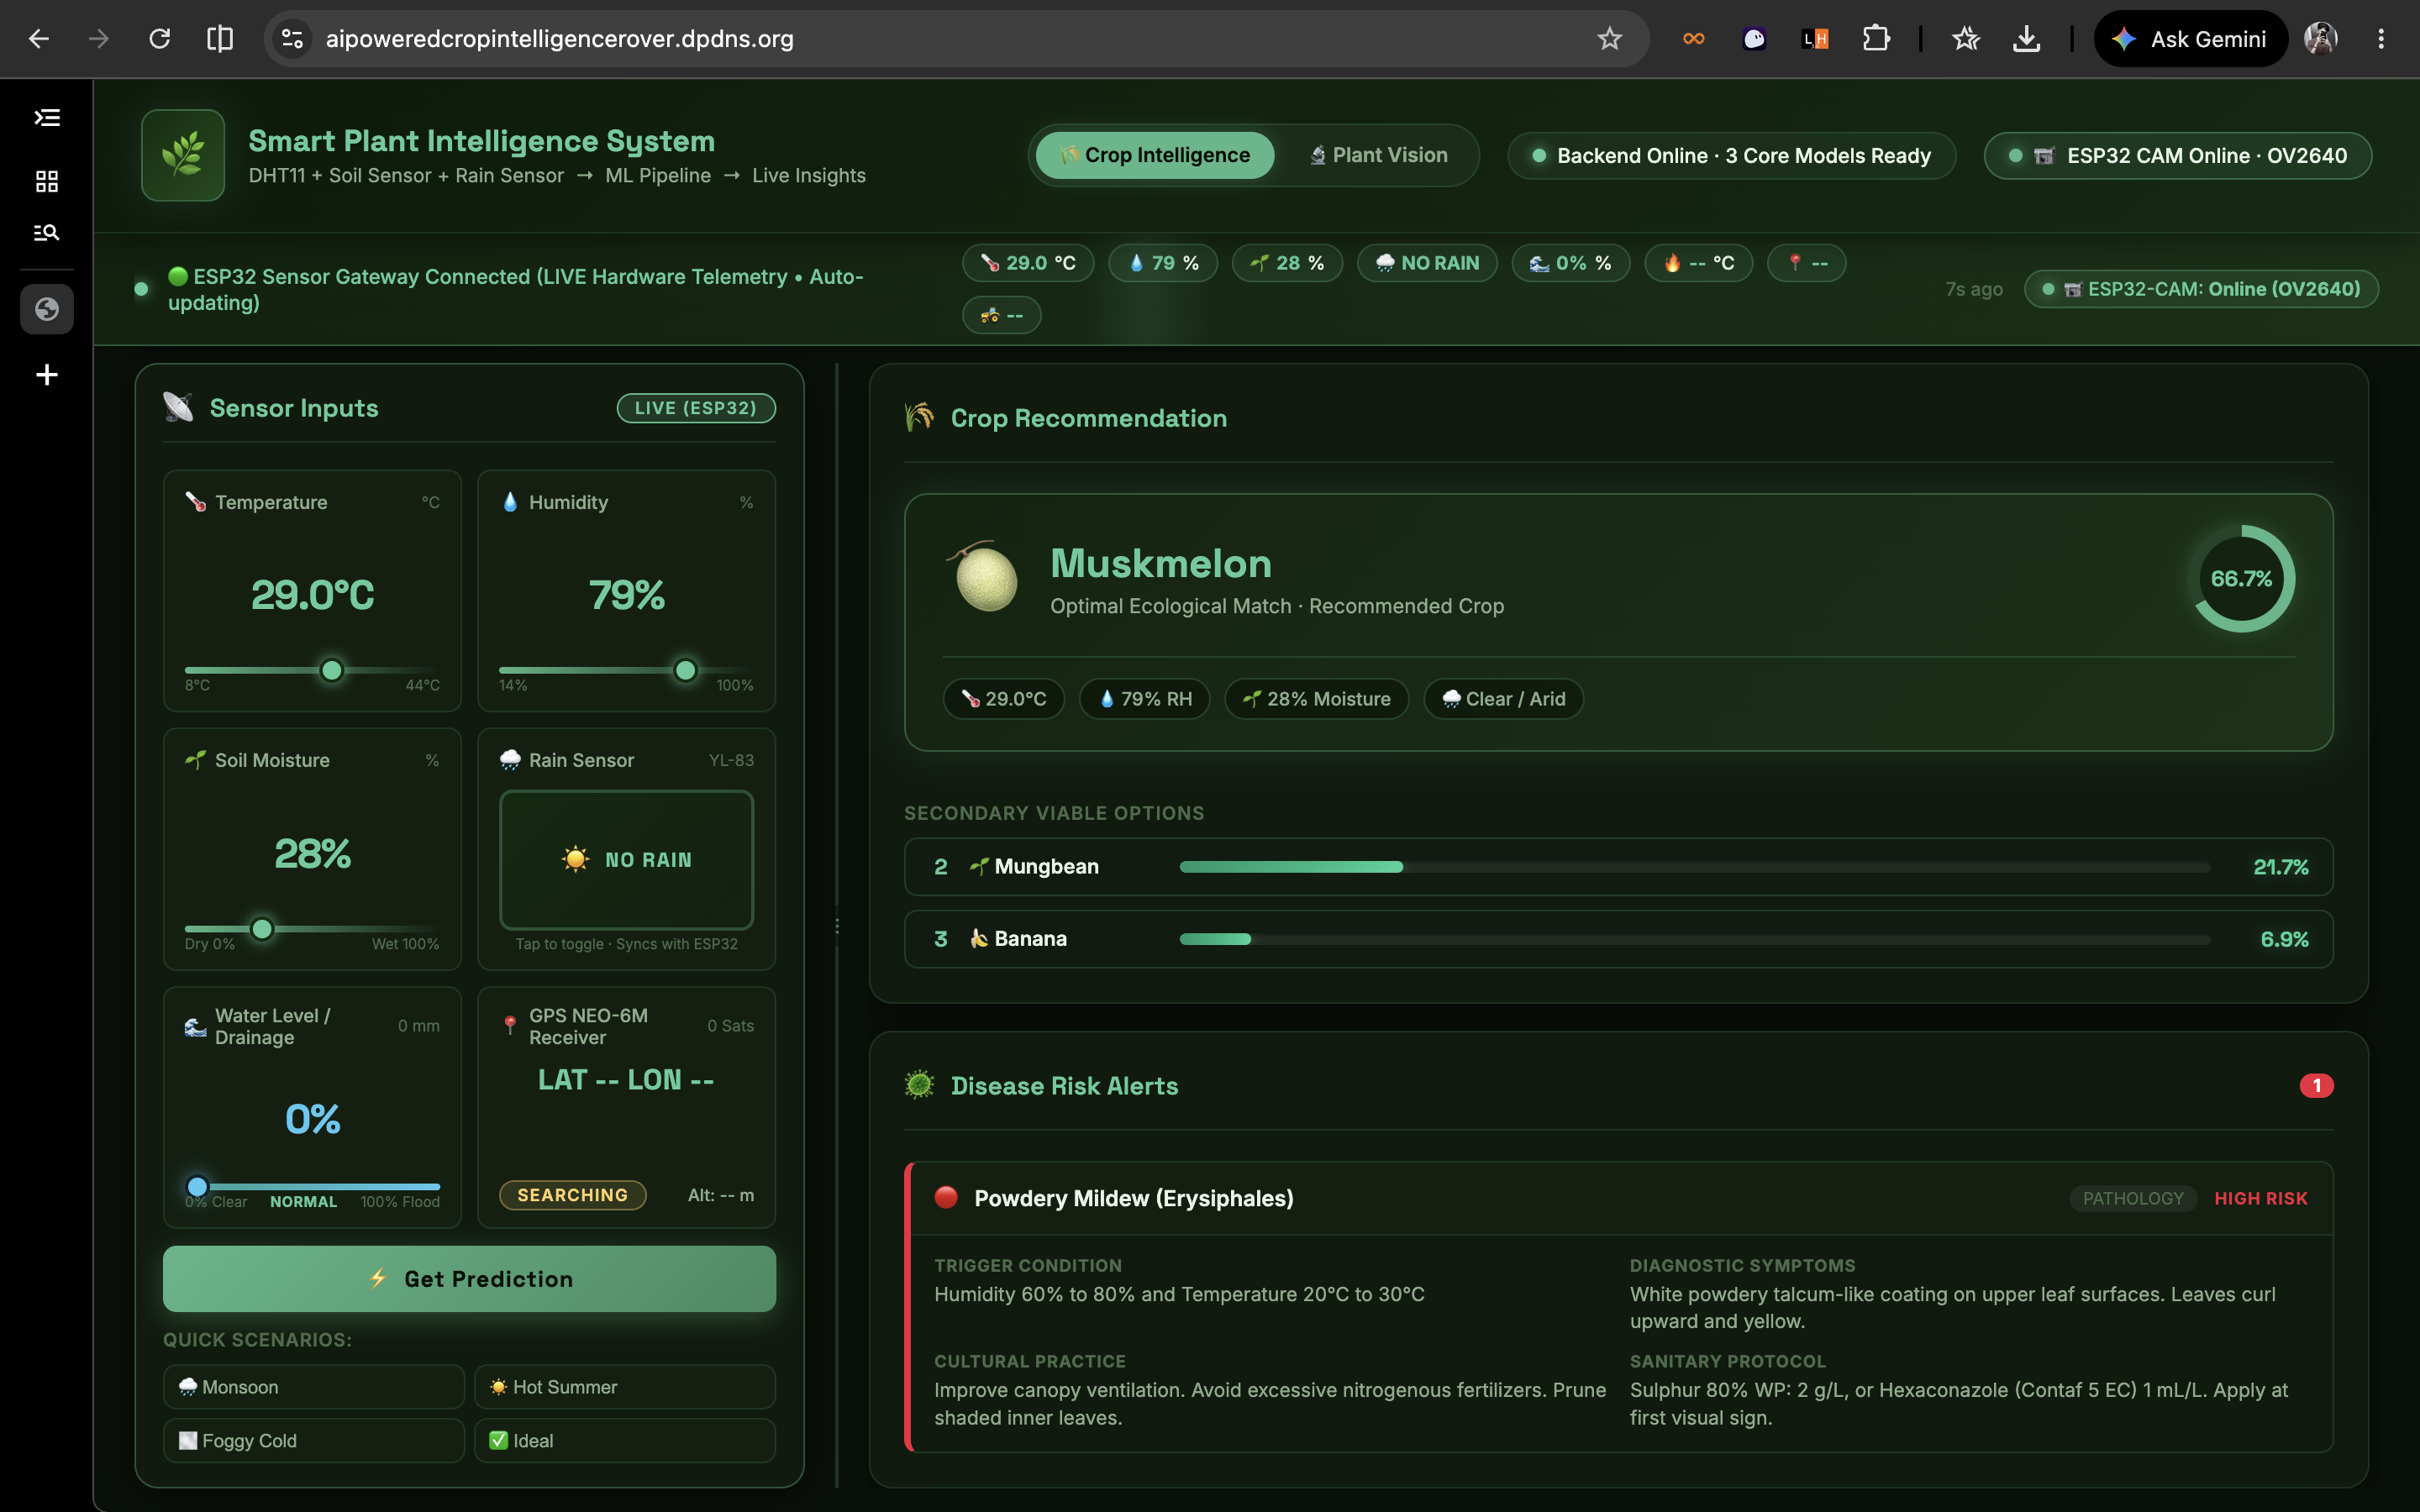 aipoweredcropintelligencerover.dpdns.org
Ask Gemini
Smart Plant Intelligence System
DHT11 + Soil Sensor + Rain Sensor → ML Pipeline → Live Insights
🌾 Crop Intelligence
🔬 Plant Vision
Backend Online · 3 Core Models Ready
ESP32 CAM Online · OV2640
ESP32 Sensor Gateway Connected (LIVE Hardware Telemetry • Auto-
updating)
29.0 °C
79 %
28 %
NO RAIN
0% %
-- °C
--
--
7s ago
ESP32-CAM: Online (OV2640)
Sensor Inputs
LIVE (ESP32)
Temperature
°C
29.0°C
8°C
44°C
Humidity
%
79%
14%
100%
Soil Moisture
%
28%
Dry 0%
Wet 100%
Rain Sensor
YL-83
NO RAIN
Tap to toggle · Syncs with ESP32
Water Level /
Drainage
0 mm
0%
0% Clear
NORMAL
100% Flood
GPS NEO-6M
Receiver
0 Sats
LAT -- LON --
SEARCHING
Alt: -- m
Get Prediction
QUICK SCENARIOS:
Monsoon
Hot Summer
Foggy Cold
Ideal
Crop Recommendation
Muskmelon
Optimal Ecological Match · Recommended Crop
66.7%
29.0°C
79% RH
28% Moisture
Clear / Arid
SECONDARY VIABLE OPTIONS
2 Mungbean 21.7%
3 Banana 6.9%
Disease Risk Alerts
1
Powdery Mildew (Erysiphales)
PATHOLOGY
HIGH RISK
TRIGGER CONDITION
Humidity 60% to 80% and Temperature 20°C to 30°C
DIAGNOSTIC SYMPTOMS
White powdery talcum-like coating on upper leaf surfaces. Leaves curl
upward and yellow.
CULTURAL PRACTICE
Improve canopy ventilation. Avoid excessive nitrogenous fertilizers. Prune
shaded inner leaves.
SANITARY PROTOCOL
Sulphur 80% WP: 2 g/L, or Hexaconazole (Contaf 5 EC) 1 mL/L. Apply at
first visual sign.